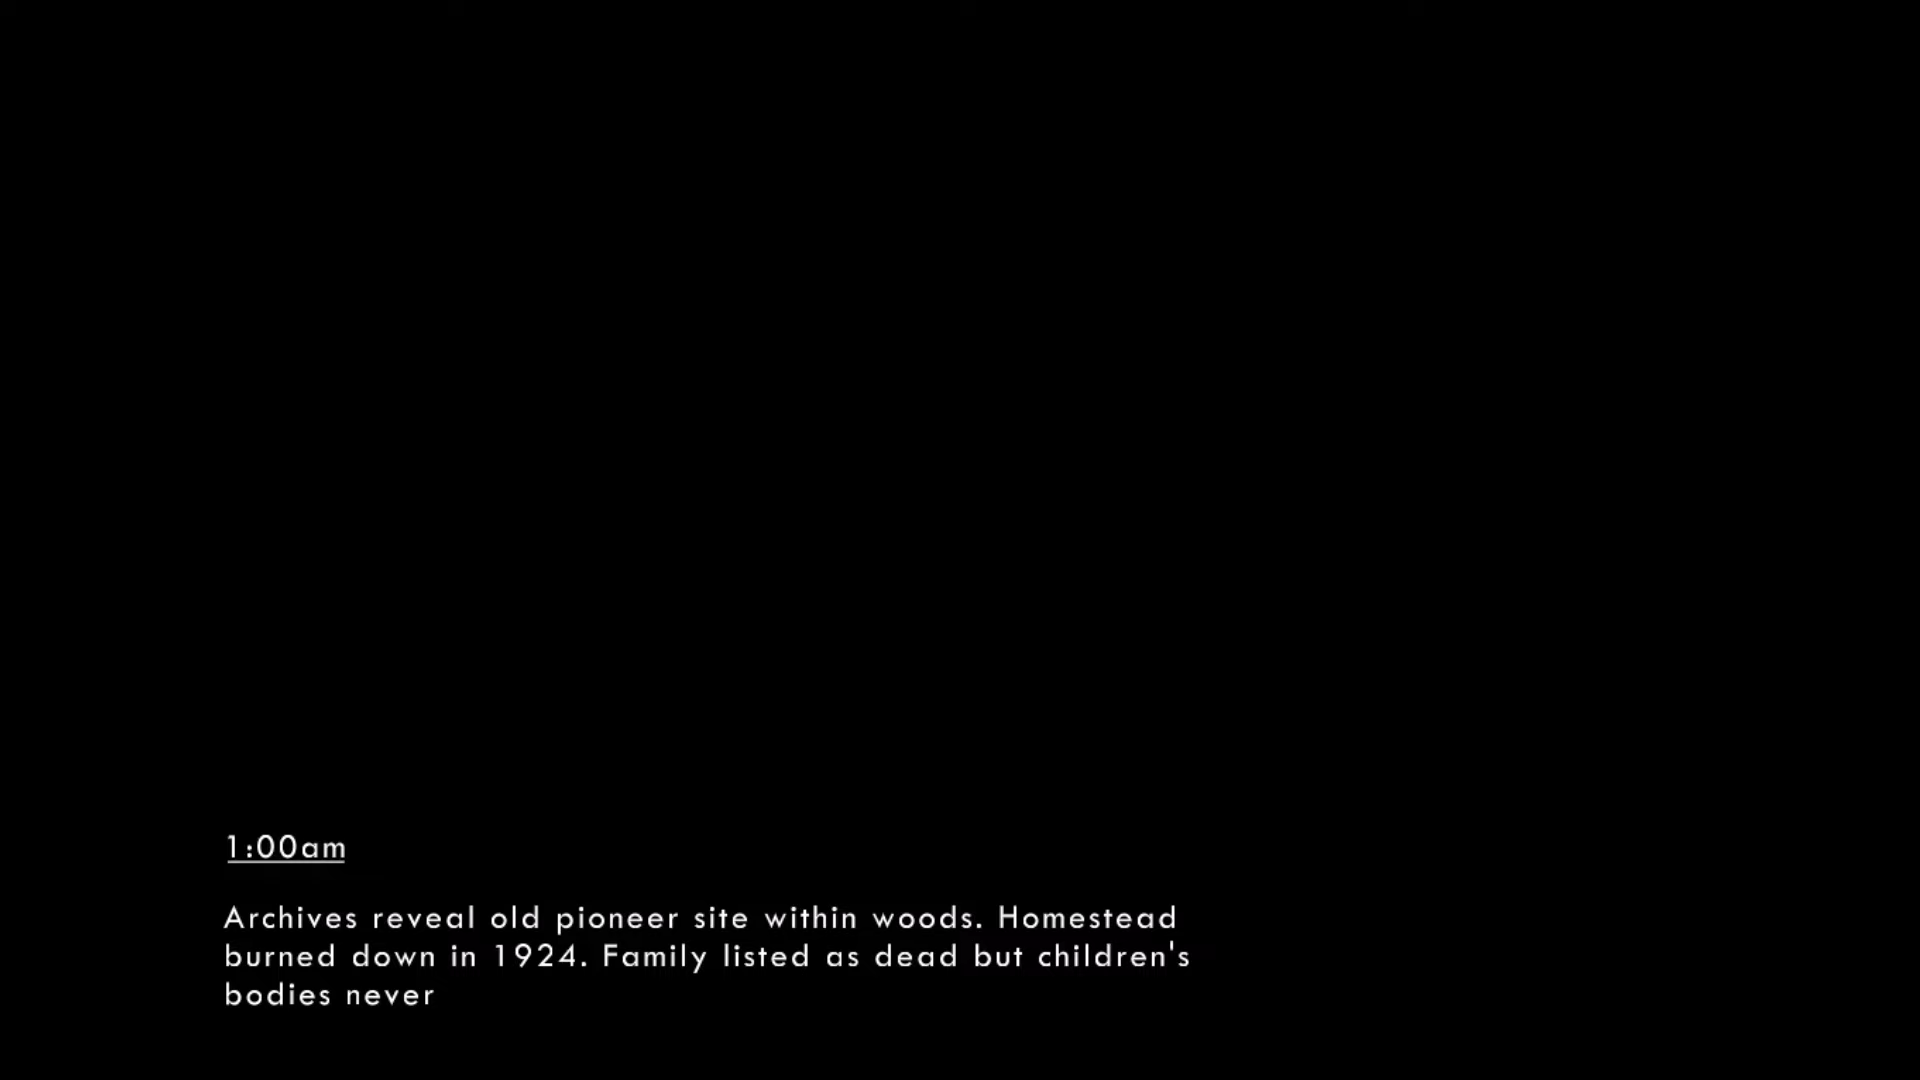 1:00am
Archives reveal old pioneer site within woods. Homestead
burned down in 1924. Family listed as dead but children's
bodies never